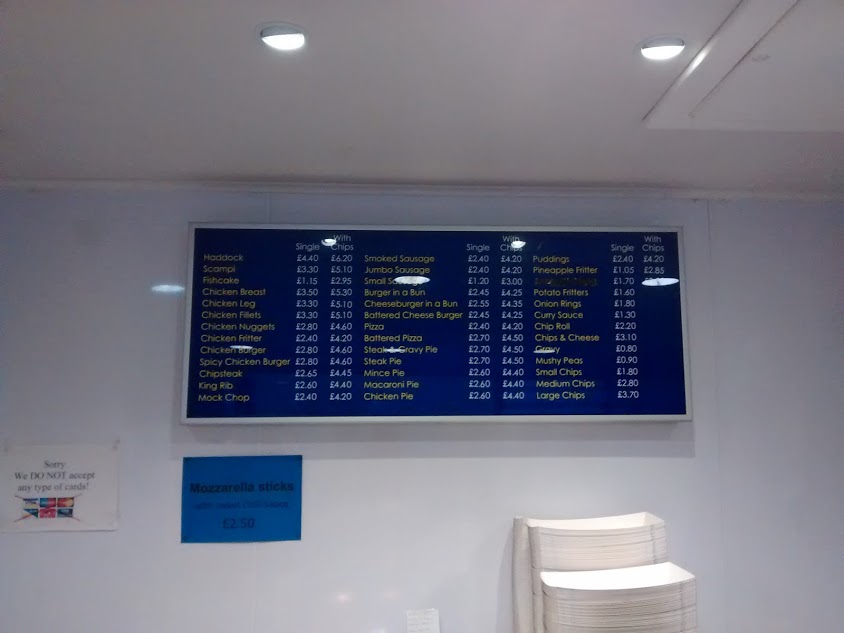 Single With Chips Single With Chips Single With Chips
Haddock £4.40 £6.20 Smoked Sausage £2.40 £4.20 Puddings £2.40 £4.20
Scampi £3.30 £5.10 Jumbo Sausage £2.40 £4.20 Pineapple Fritter £1.05 £2.85
Fishcake £1.15 £2.95 Small £1.20 £3.00 £1.70
Chicken Breast £3.50 £5.30 Burger in a Bun £2.45 £4.25 Potato Fritters £1.60
Chicken Leg £3.30 £5.10 Cheeseburger in a Bun £2.55 £4.35 Onion Rings £1.80
Chicken Fillets £3.30 £5.10 Battered Cheese Burger £2.45 £4.25 Curry Sauce £1.30
Chicken Nuggets £2.80 £4.60 Pizza £2.40 £4.20 Chip Roll £2.20
Chicken Fritter £2.40 £4.20 Battered Pizza £2.70 £4.50 Chips & Cheese £3.10
Chicken Burger £2.80 £4.60 Steak & Gravy Pie £2.70 £4.50 Gravy £0.80
Spicy Chicken Burger £2.80 £4.60 Steak Pie £2.70 £4.50 Mushy Peas £0.90
Chipsteak £2.65 £4.45 Mince Pie £2.60 £4.40 Small Chips £1.80
King Rib £2.60 £4.40 Macaroni Pie £2.60 £4.40 Medium Chips £2.80
Mock Chop £2.40 £4.20 Chicken Pie £2.60 £4.40 Large Chips £3.70
Sorry
We DO NOT accept
any type of cards!
Mozzarella sticks
with sweet chilli sauce
£2.50